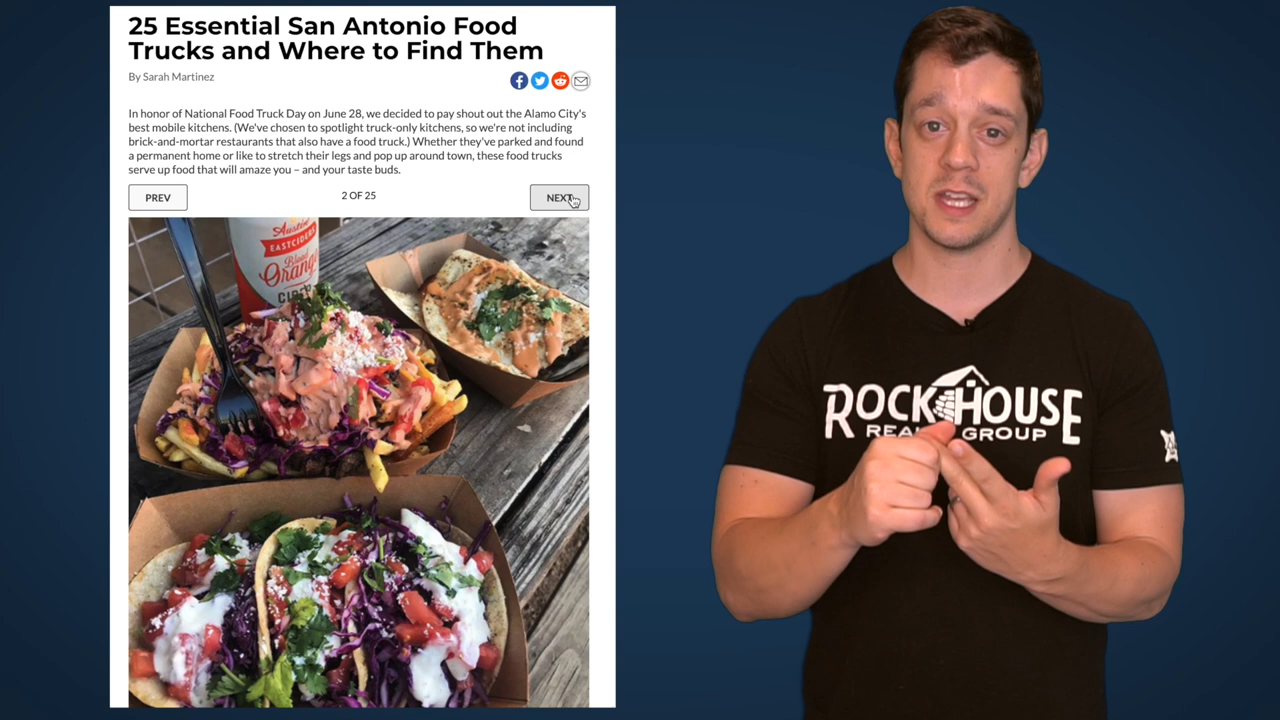 25 Essential San Antonio Food
Trucks and Where to Find Them
By Sarah Martinez
In honor of National Food Truck Day on June 28, we decided to pay shout out the Alamo City's
best mobile kitchens. (We've chosen to spotlight truck-only kitchens, so we're not including
brick-and-mortar restaurants that also have a food truck.) Whether they've parked and found
a permanent home or like to stretch their legs and pop up around town, these food trucks
serve up food that will amaze you – and your taste buds.
PREV
2 OF 25
NEXT
Austin
EASTCIDERS
Blood
Orange
ROCK HOUSE
GROUP